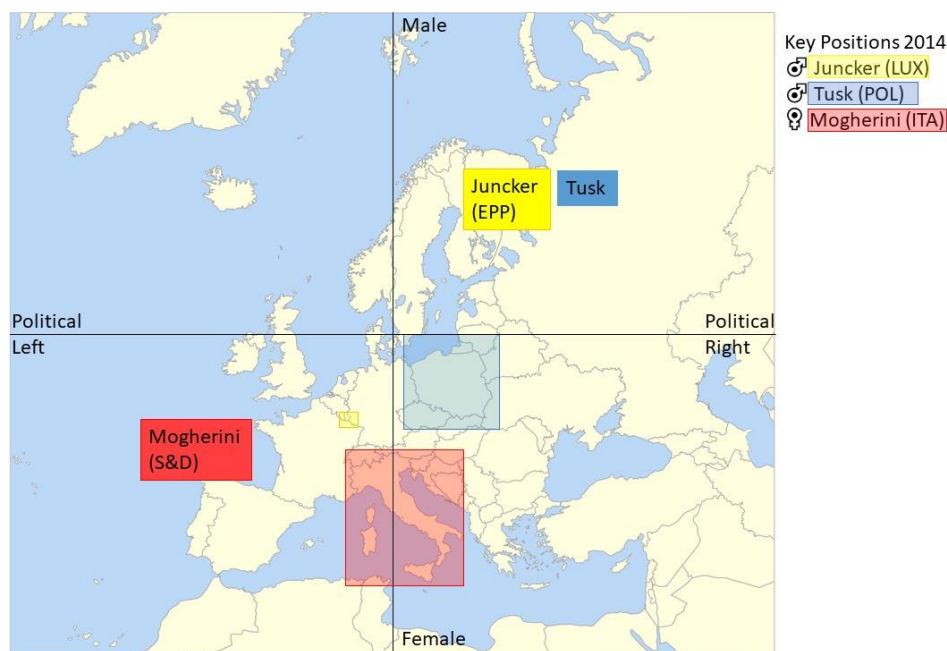 Male
Key Positions 2014
Juncker (LUX)
Tusk (POL)
Mogherini (ITA)
Juncker
(EPP)
Tusk
Political
Left
Political
Right
Mogherini
(S&D)
Female